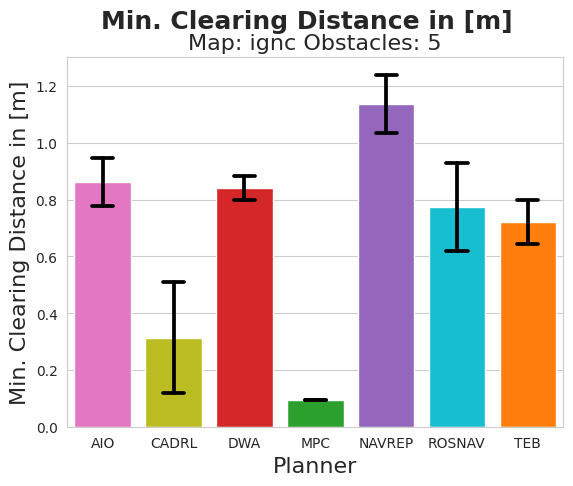 Min. Clearing Distance in [m]
Map: ignc Obstacles: 5
Min. Clearing Distance in [m]
1.2
1.0
0.8
0.6
0.4
0.2
0.0
AIO CADRL DWA MPC NAVREP ROSNAV TEB
Planner